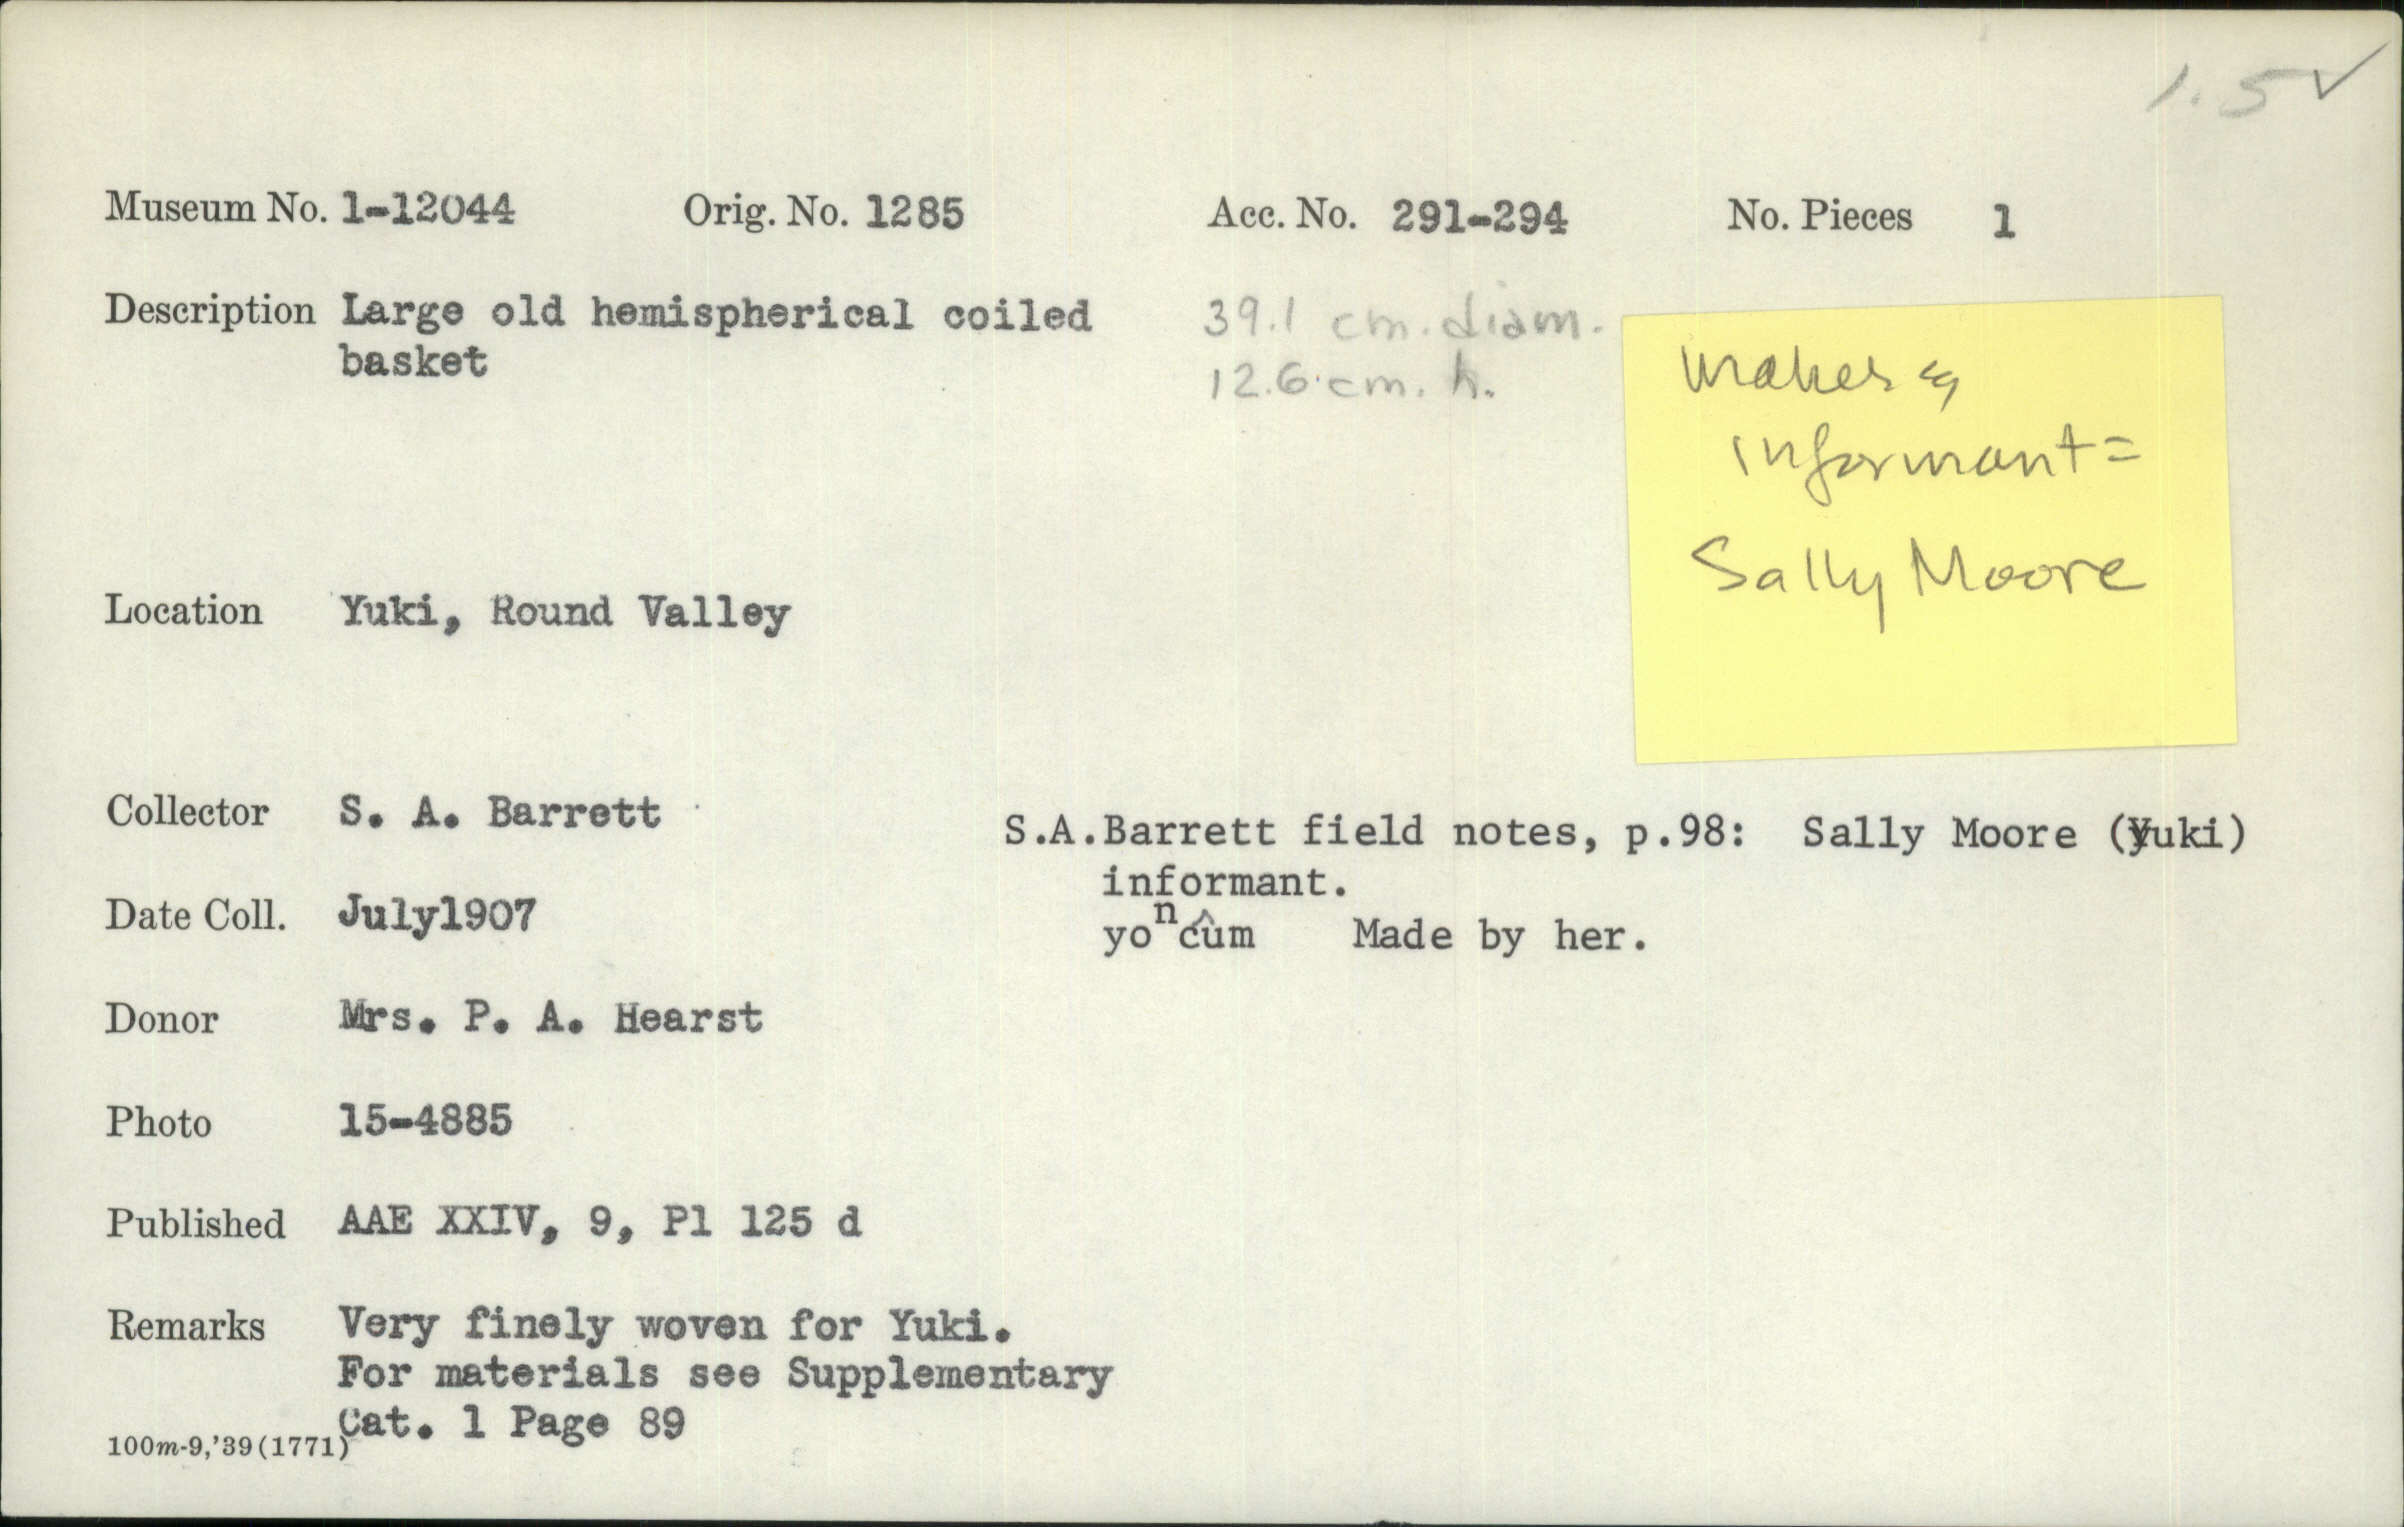 1.5 ✓
Museum No. 1-12044 Orig. No. 1285 Acc. No. 291-294 No. Pieces 1
Description Large old hemispherical coiled
basket
39.1 cm. diam.
12.6 cm. h.
maker &
informant =
Sally Moore
Location Yuki, Round Valley
Collector S. A. Barrett
S.A.Barrett field notes, p.98: Sally Moore (Yuki)
informant.
yoⁿcûm Made by her.
Date Coll. July1907
Donor Mrs. P. A. Hearst
Photo 15-4885
Published AAE XXIV, 9, Pl 125 d
Remarks Very finely woven for Yuki.
For materials see Supplementary
Cat. 1 Page 89
100m-9,'39(1771)